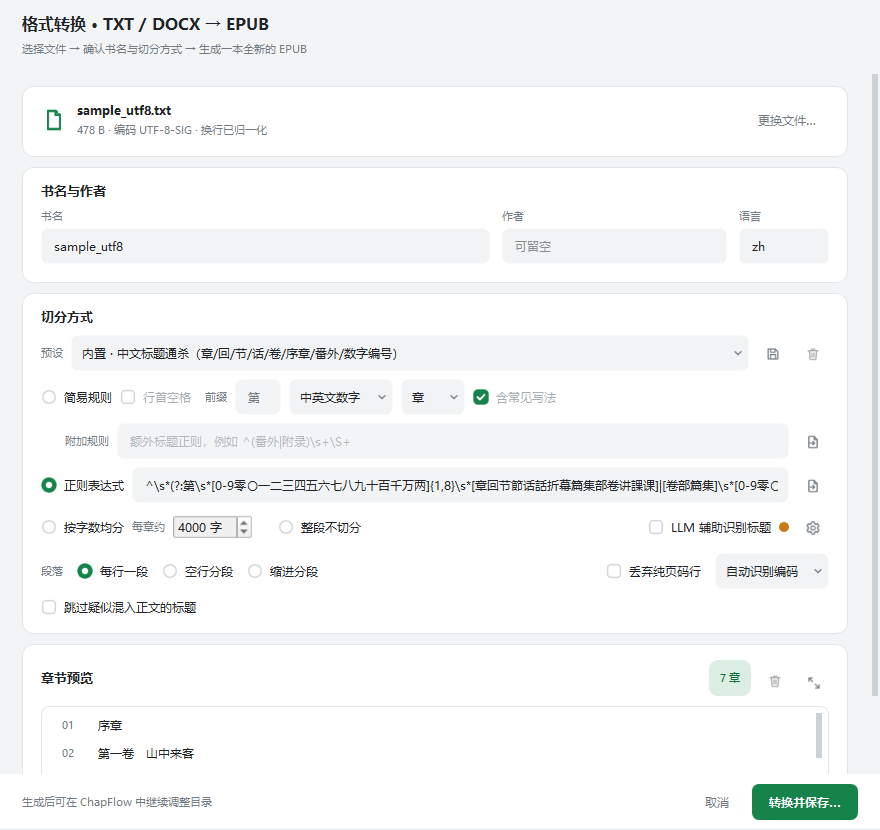 格式转换 • TXT / DOCX → EPUB
选择文件 → 确认书名与切分方式 → 生成一本全新的 EPUB
sample_utf8.txt
478 B · 编码 UTF-8-SIG · 换行已归一化
更换文件...
书名与作者
书名 作者 语言
sample_utf8 可留空 zh
切分方式
预设 内置 · 中文标题通杀（章/回/节/话/卷/序章/番外/数字编号）
简易规则 行首空格 前缀 第 中英文数字 章 含常见写法
附加规则 额外标题正则，例如 ^(番外|附录)\s+\S+
正则表达式 ^\s*(?:第\s*[0-9零〇一二三四五六七八九十百千万两]{1,8}\s*[章回节節话話折幕篇集部卷讲講课课]|[卷部篇集]\s*[0-9零〇
按字数均分 每章约 4000 字 整段不切分 LLM 辅助识别标题
段落 每行一段 空行分段 缩进分段 丢弃纯页码行 自动识别编码
跳过疑似混入正文的标题
章节预览 7 章
01 序章
02 第一卷 山中来客
生成后可在 ChapFlow 中继续调整目录 取消 转换并保存...